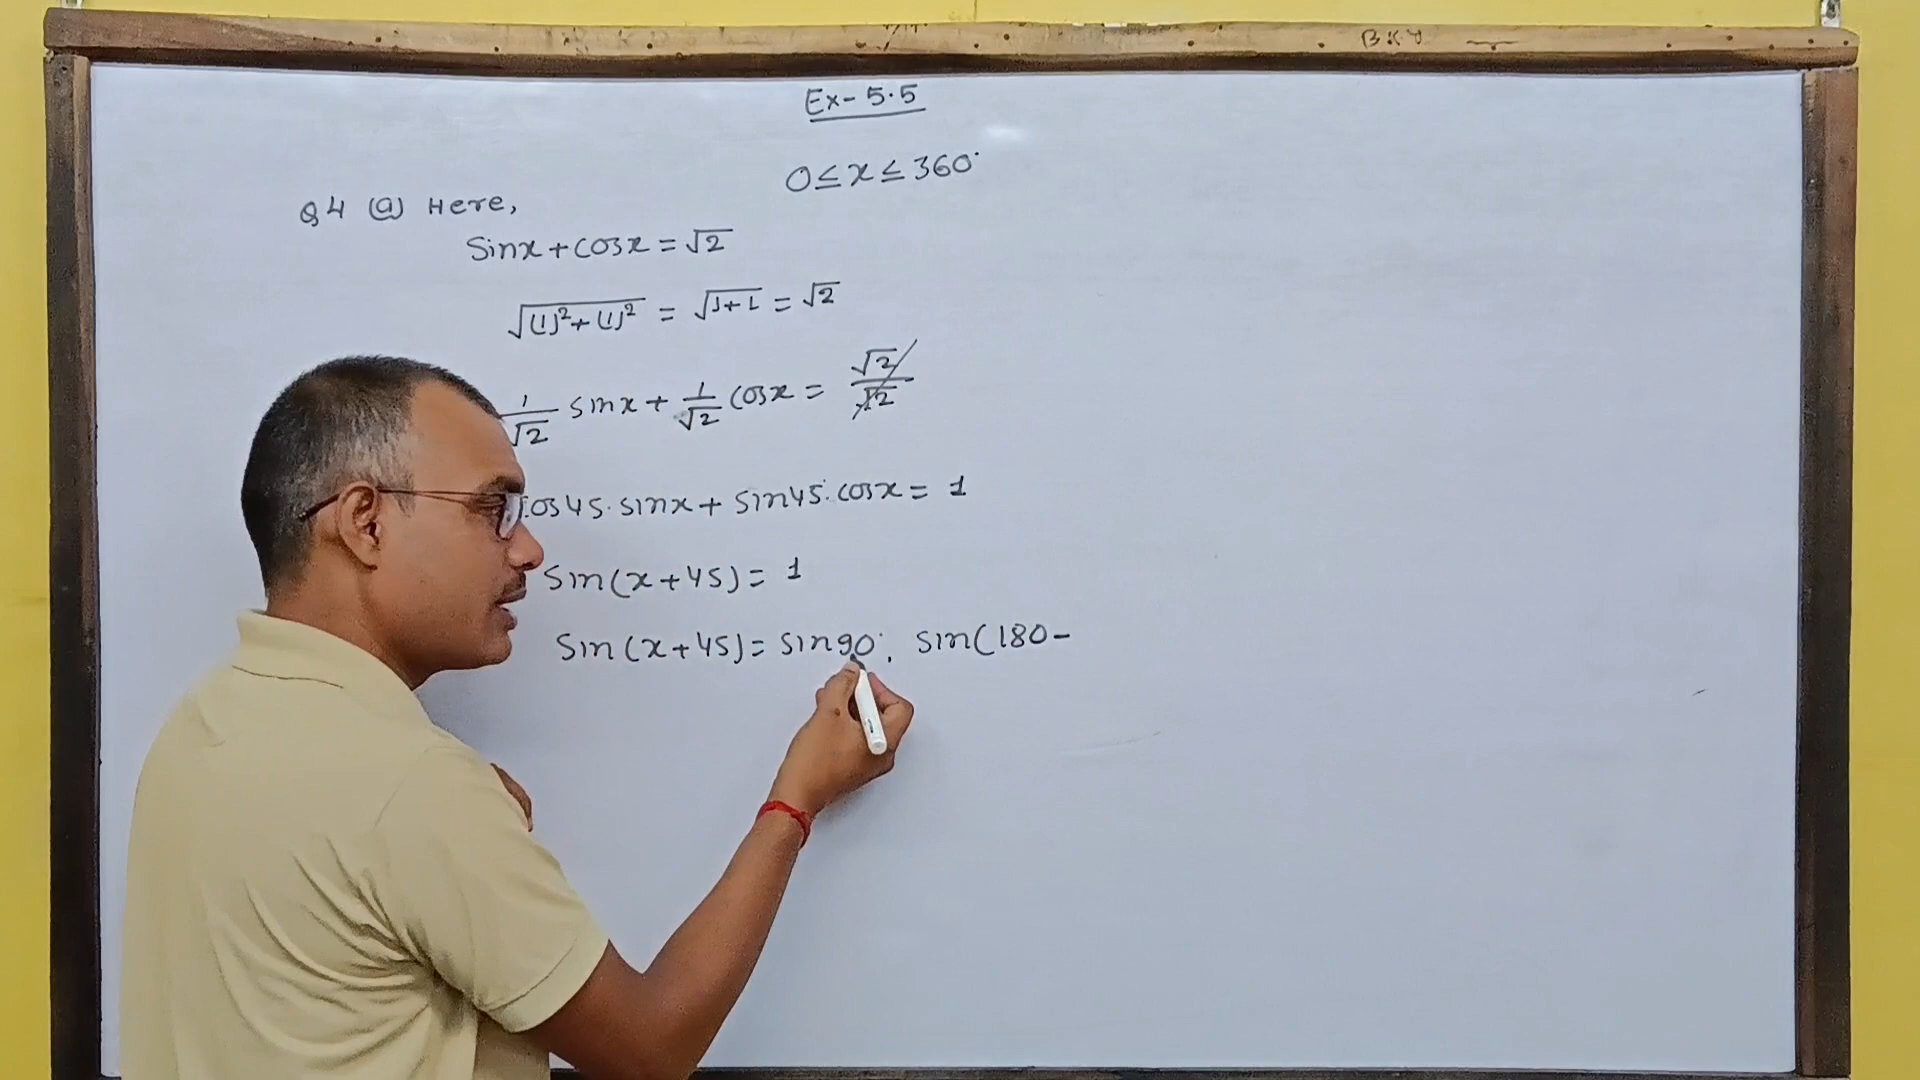 BKY
Ex- 5.5
0≤x≤360°
Q4 (a) Here,
Sinx+cosx=√2
√(1)²+(1)² = √1+1 = √2
1/√2 sinx + 1/√2 cosx = √2/√2
cos45°.sinx + sin45°.cosx = 1
Sin(x+45)= 1
Sin(x+45)= Sin90°, sin(180-